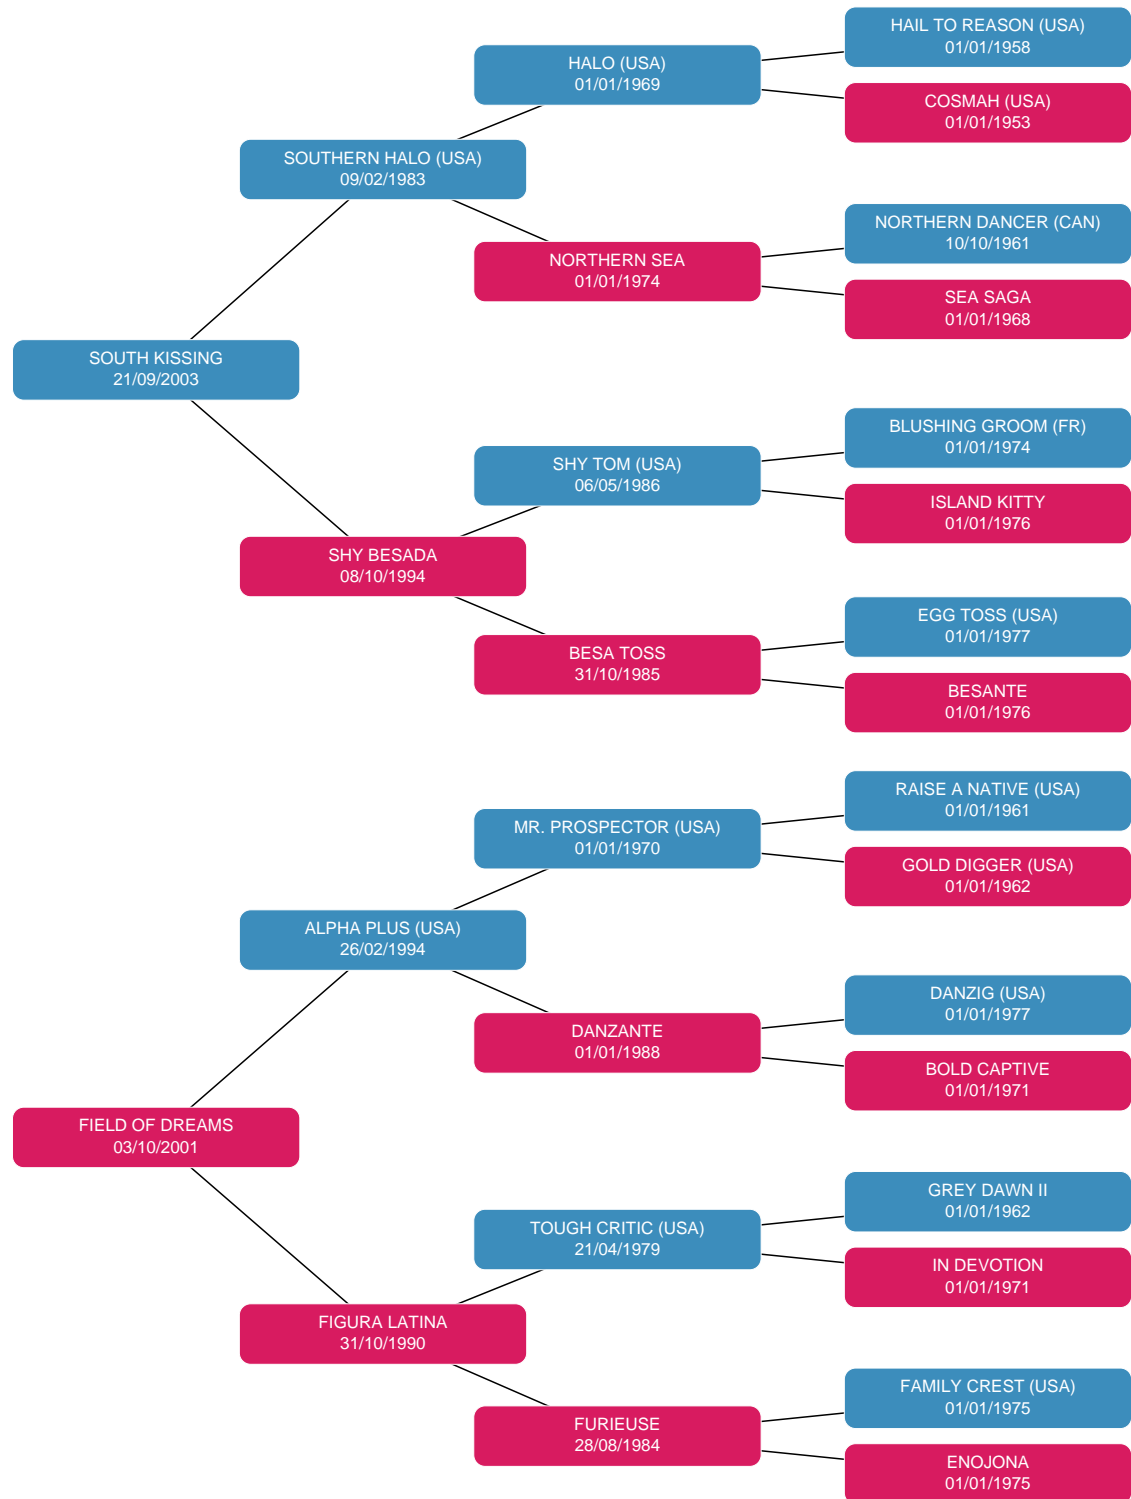 HAIL TO REASON (USA)
01/01/1958
HALO (USA)
01/01/1969
COSMAH (USA)
01/01/1953
SOUTHERN HALO (USA)
09/02/1983
NORTHERN DANCER (CAN)
10/10/1961
NORTHERN SEA
01/01/1974
SEA SAGA
01/01/1968
SOUTH KISSING
21/09/2003
BLUSHING GROOM (FR)
01/01/1974
SHY TOM (USA)
06/05/1986
ISLAND KITTY
01/01/1976
SHY BESADA
08/10/1994
EGG TOSS (USA)
01/01/1977
BESA TOSS
31/10/1985
BESANTE
01/01/1976
RAISE A NATIVE (USA)
01/01/1961
MR. PROSPECTOR (USA)
01/01/1970
GOLD DIGGER (USA)
01/01/1962
ALPHA PLUS (USA)
26/02/1994
DANZIG (USA)
01/01/1977
DANZANTE
01/01/1988
BOLD CAPTIVE
01/01/1971
FIELD OF DREAMS
03/10/2001
GREY DAWN II
01/01/1962
TOUGH CRITIC (USA)
21/04/1979
IN DEVOTION
01/01/1971
FIGURA LATINA
31/10/1990
FAMILY CREST (USA)
01/01/1975
FURIEUSE
28/08/1984
ENOJONA
01/01/1975